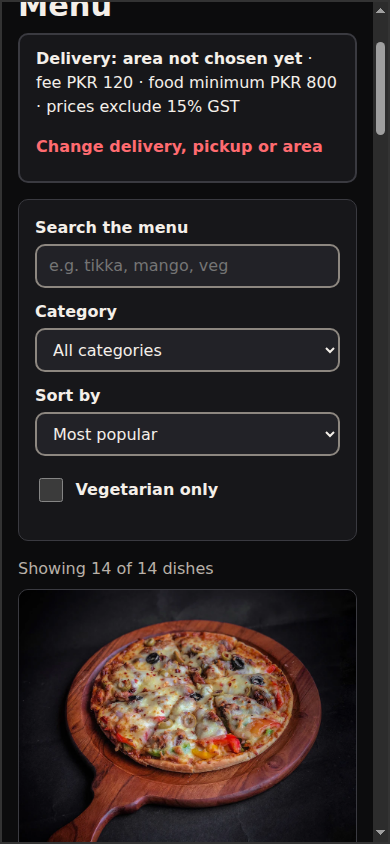 Menu
Delivery: area not chosen yet ·
fee PKR 120 · food minimum PKR 800
· prices exclude 15% GST
Change delivery, pickup or area
Search the menu
e.g. tikka, mango, veg
Category
All categories
Sort by
Most popular
Vegetarian only
Showing 14 of 14 dishes